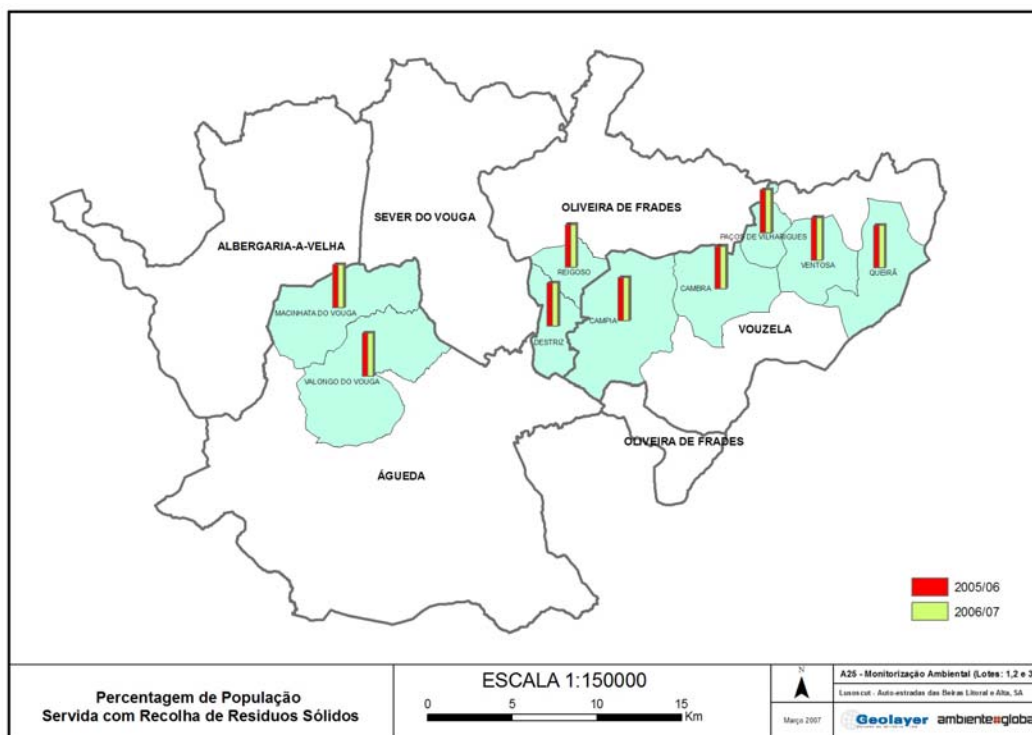 OLIVEIRA DE FRADES
SEVER DO VOUGA
ALBERGARIA-A-VELHA
PAÇOS DE VILHARIGUES
VENTOSA
QUEIRÃ
REIGOSO
CAMBRA
MACINHATA DO VOUGA
CAMPIA
VOUZELA
DESTRIZ
VALONGO DO VOUGA
OLIVEIRA DE FRADES
ÁGUEDA
2005/06
2006/07
Percentagem de População
Servida com Recolha de Residuos Sólidos
ESCALA 1:150000
0 5 10 15
Km
N
Março 2007
A25 - Monitorização Ambiental (Lotes: 1,2 e 3
Lusoscut - Auto-estradas das Beiras Litoral e Alta, SA
Geolayer ambiente global